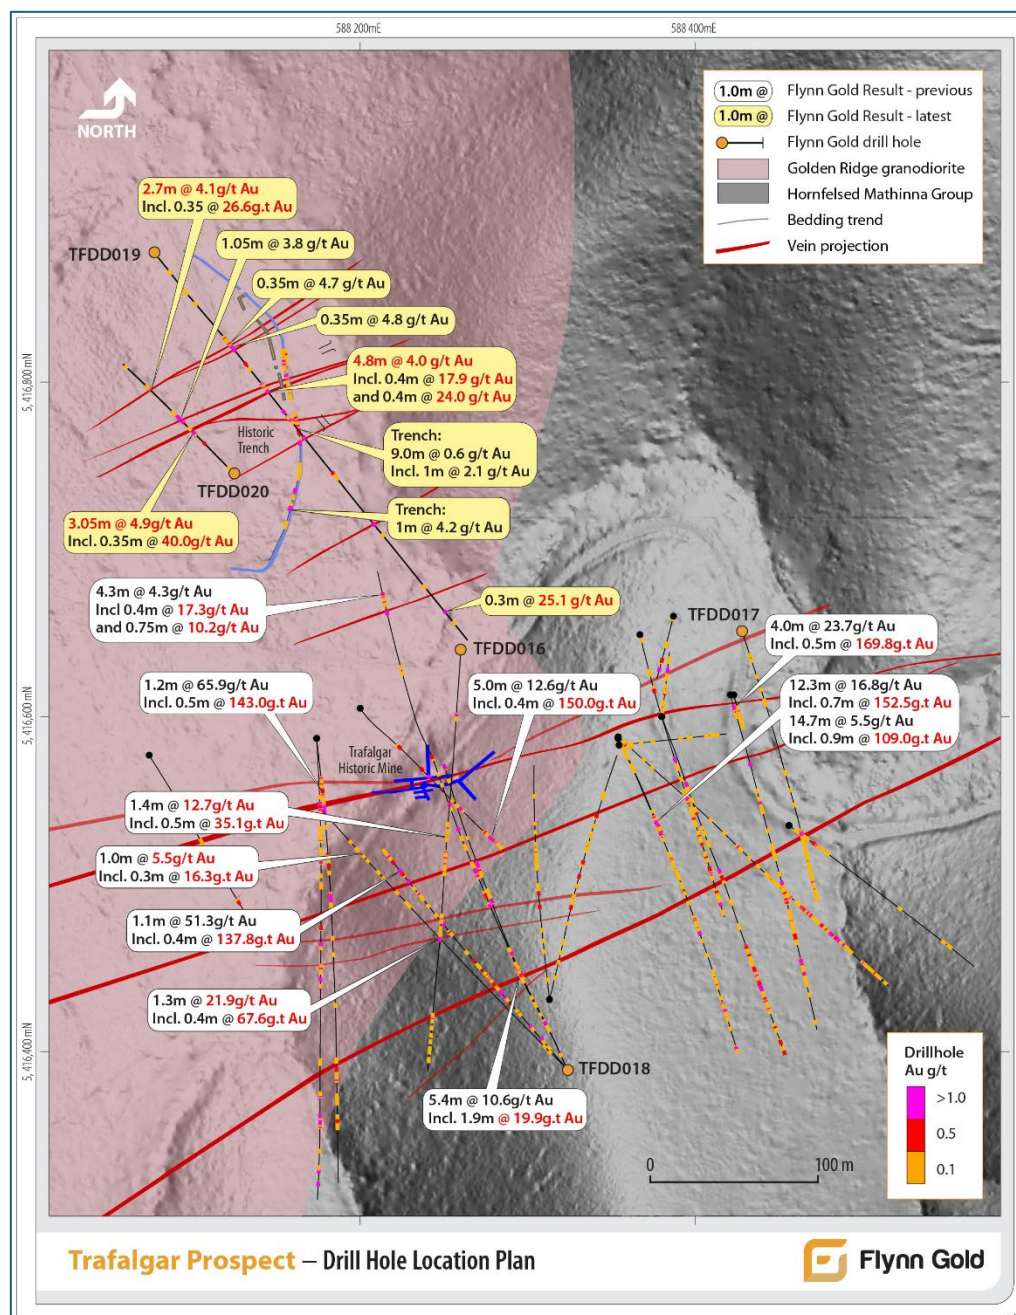 588 200mE
588 400mE
NORTH
1.0m @ Flynn Gold Result - previous
1.0m @ Flynn Gold Result - latest
Flynn Gold drill hole
Golden Ridge granodiorite
Hornfelsed Mathinna Group
Bedding trend
Vein projection
2.7m @ 4.1g/t Au
Incl. 0.35 @ 26.6g.t Au
TFDD019
1.05m @ 3.8 g/t Au
0.35m @ 4.7 g/t Au
0.35m @ 4.8 g/t Au
4.8m @ 4.0 g/t Au
Incl. 0.4m @ 17.9 g/t Au
and 0.4m @ 24.0 g/t Au
5, 416,800 mN
Historic
Trench
Trench:
9.0m @ 0.6 g/t Au
Incl. 1m @ 2.1 g/t Au
TFDD020
Trench:
1m @ 4.2 g/t Au
3.05m @ 4.9g/t Au
Incl. 0.35m @ 40.0g/t Au
4.3m @ 4.3g/t Au
Incl 0.4m @ 17.3g/t Au
and 0.75m @ 10.2g/t Au
0.3m @ 25.1 g/t Au
TFDD017
4.0m @ 23.7g/t Au
Incl. 0.5m @ 169.8g.t Au
TFDD016
1.2m @ 65.9g/t Au
Incl. 0.5m @ 143.0g.t Au
5.0m @ 12.6g/t Au
Incl. 0.4m @ 150.0g.t Au
12.3m @ 16.8g/t Au
Incl. 0.7m @ 152.5g.t Au
14.7m @ 5.5g/t Au
Incl. 0.9m @ 109.0g.t Au
5, 416,600 mN
Trafalgar
Historic Mine
1.4m @ 12.7g/t Au
Incl. 0.5m @ 35.1g.t Au
1.0m @ 5.5g/t Au
Incl. 0.3m @ 16.3g.t Au
1.1m @ 51.3g/t Au
Incl. 0.4m @ 137.8g.t Au
1.3m @ 21.9g/t Au
Incl. 0.4m @ 67.6g.t Au
5, 416,400 mN
TFDD018
5.4m @ 10.6g/t Au
Incl. 1.9m @ 19.9g.t Au
Drillhole
Au g/t
>1.0
0.5
0.1
0 100 m
Trafalgar Prospect – Drill Hole Location Plan
Flynn Gold